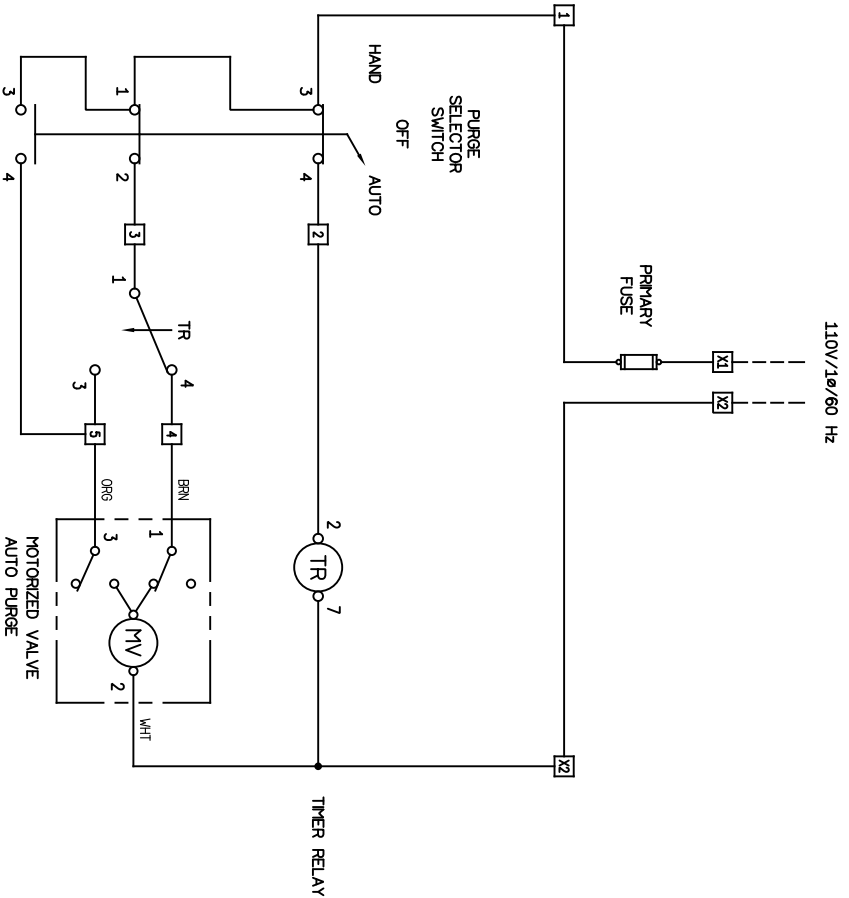 110V/1ø/60 Hz
X1
X2
PRIMARY
FUSE
1
X2
PURGE
SELECTOR
SWITCH
HAND
OFF
AUTO
3
4
2
2
TR
7
TIMER RELAY
1
2
3
1
TR
4
4
BRN
3
4
3
5
ORG
1
3
MV
2
WHT
MOTORIZED VALVE
AUTO PURGE